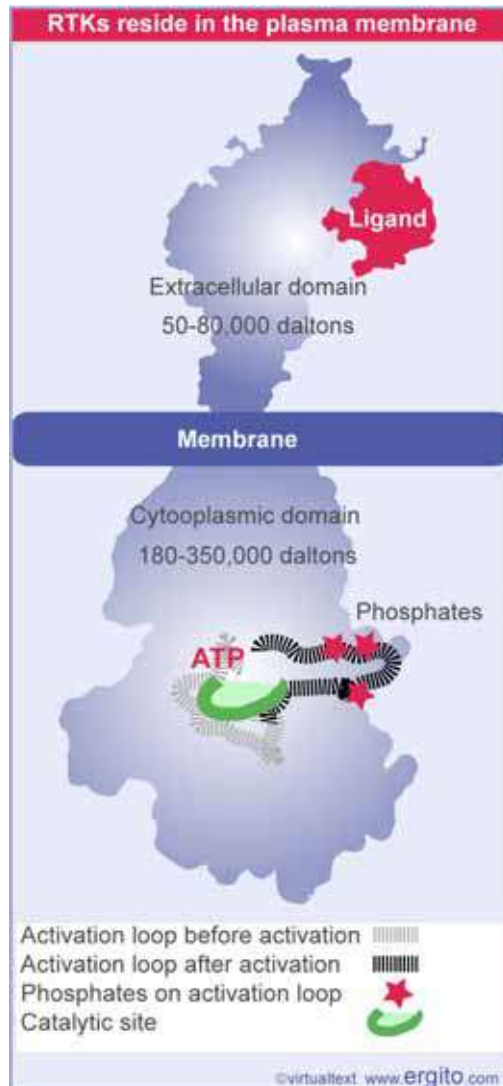 RTKs reside in the plasma membrane
Ligand
Extracellular domain
50-80,000 daltons
Membrane
Cytooplasmic domain
180-350,000 daltons
Phosphates
ATP
Activation loop before activation
Activation loop after activation
Phosphates on activation loop
Catalytic site
©virtualtext www.ergito.com